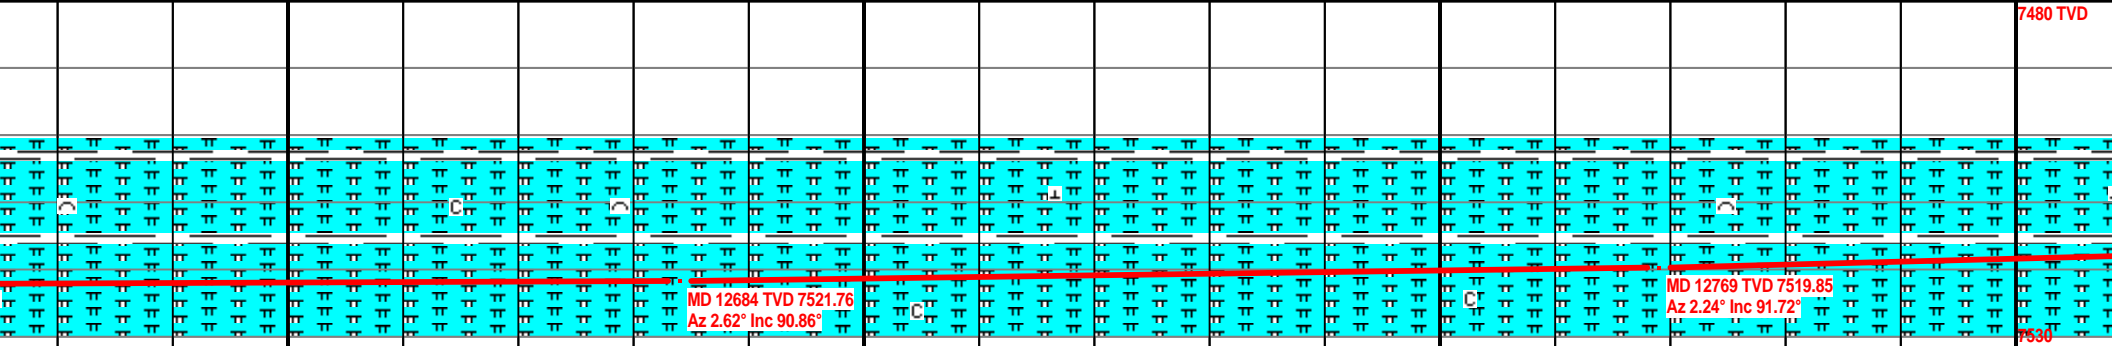 7480 TVD
C
C
C
MD 12684 TVD 7521.76
Az 2.62° Inc 90.86°
MD 12769 TVD 7519.85
Az 2.24° Inc 91.72°
7530